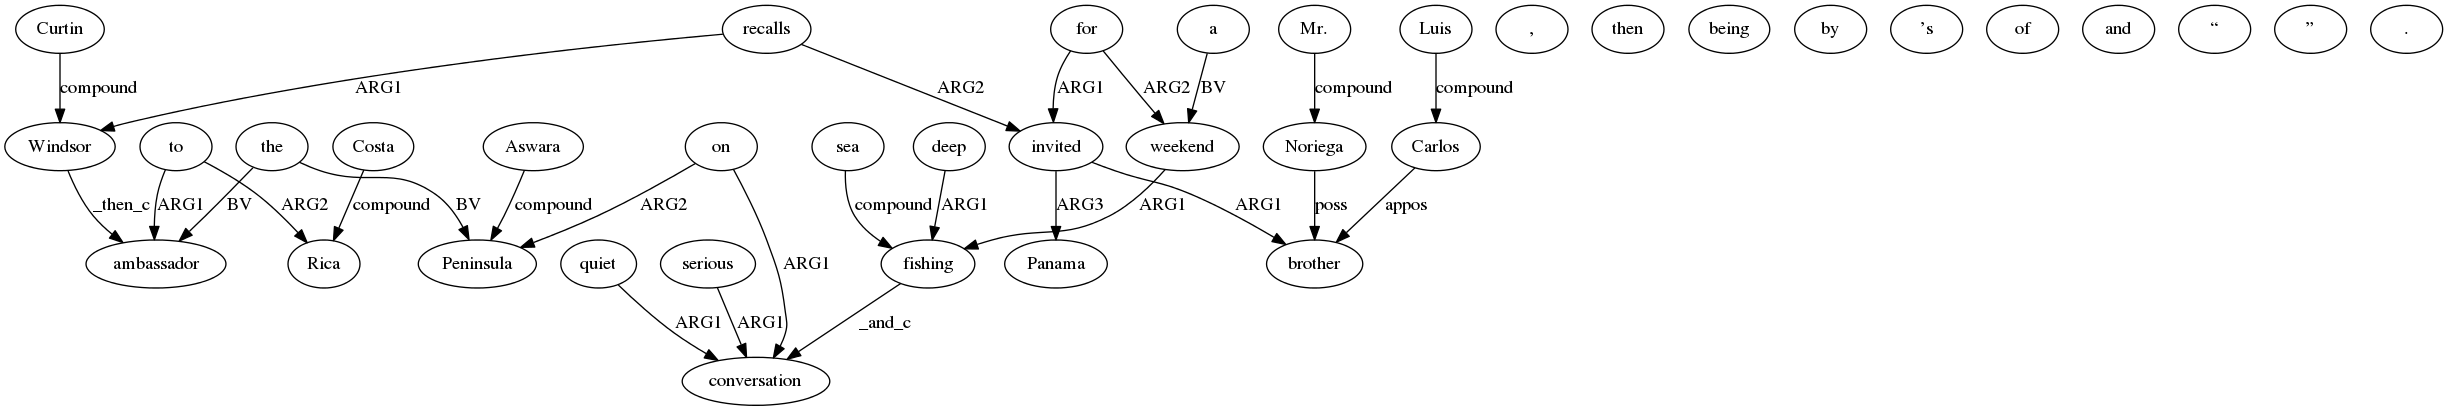 Curtin recalls for a Mr. Luis , then being by ’s of and “ ” .
compound ARG1 ARG2 ARG1 ARG2 BV compound compound
Windsor to the Costa Aswara on sea deep invited weekend Noriega Carlos
_then_c ARG1 BV ARG2 compound BV compound ARG2 compound ARG1 ARG3 ARG1 ARG1 poss appos
ambassador Rica Peninsula quiet serious ARG1 fishing Panama brother
ARG1 ARG1 _and_c
conversation